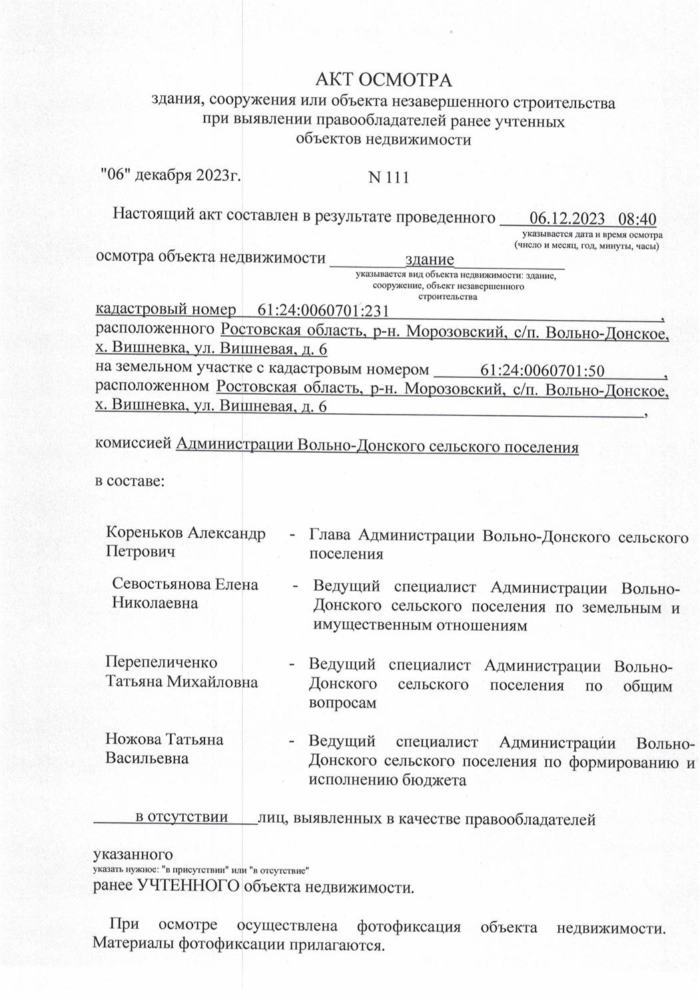 АКТ ОСМОТРА
здания, сооружения или объекта незавершенного строительства
при выявлении правообладателей ранее учтенных
объектов недвижимости
"06" декабря 2023г. N 111
Настоящий акт составлен в результате проведенного 06.12.2023 08:40
указывается дата и время осмотра
(число и месяц, год, минуты, часы)
осмотра объекта недвижимости здание
указывается вид объекта недвижимости: здание,
сооружение, объект незавершенного
строительства
кадастровый номер 61:24:0060701:231,
расположенного Ростовская область, р-н. Морозовский, с/п. Вольно-Донское,
х. Вишневка, ул. Вишневая, д. 6
на земельном участке с кадастровым номером 61:24:0060701:50,
расположенном Ростовская область, р-н. Морозовский, с/п. Вольно-Донское,
х. Вишневка, ул. Вишневая, д. 6,
комиссией Администрации Вольно-Донского сельского поселения
в составе:
Кореньков Александр - Глава Администрации Вольно-Донского сельского
Петрович поселения
Севостьянова Елена - Ведущий специалист Администрации Вольно-
Николаевна Донского сельского поселения по земельным и
имущественным отношениям
Перепеличенко - Ведущий специалист Администрации Вольно-
Татьяна Михайловна Донского сельского поселения по общим
вопросам
Ножова Татьяна - Ведущий специалист Администрации Вольно-
Васильевна Донского сельского поселения по формированию и
исполнению бюджета
в отсутствии лиц, выявленных в качестве правообладателей
указанного
указать нужное: "в присутствии" или "в отсутствие"
ранее УЧТЕННОГО объекта недвижимости.
При осмотре осуществлена фотофиксация объекта недвижимости.
Материалы фотофиксации прилагаются.